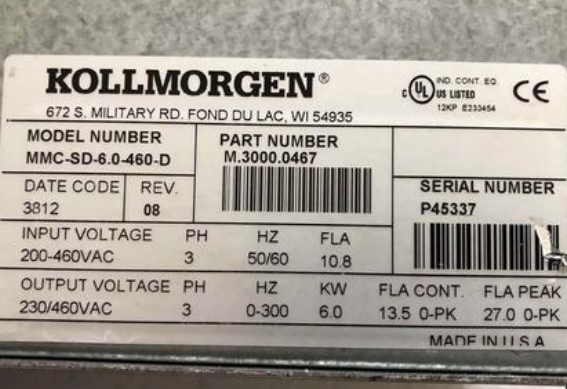 KOLLMORGEN®
672 S. MILITARY RD. FOND DU LAC, WI 54935
c UL US LISTED IND. CONT. EQ. 12KP E233454 CE
MODEL NUMBER
MMC-SD-6.0-460-D
PART NUMBER
M.3000.0467
DATE CODE REV.
3812 08
SERIAL NUMBER
P45337
INPUT VOLTAGE PH HZ FLA
200-460VAC 3 50/60 10.8
OUTPUT VOLTAGE PH HZ KW FLA CONT. FLA PEAK
230/460VAC 3 0-300 6.0 13.5 0-PK 27.0 0-PK
MADE IN U.S.A.